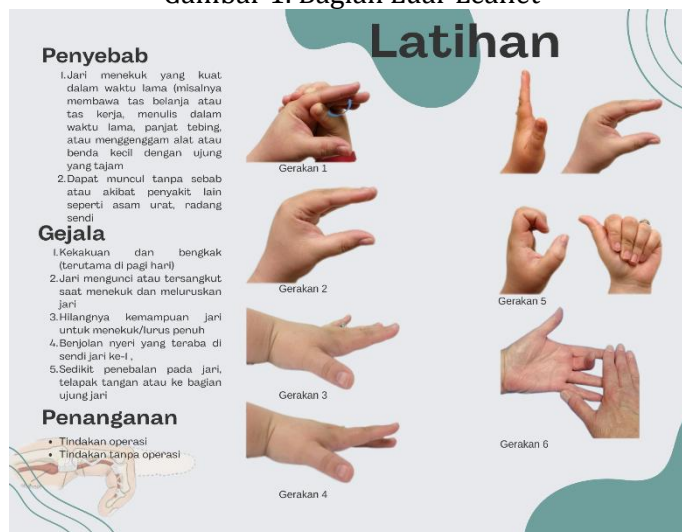 Gambar 1. Bagian Luar Leaflet
Penyebab
1.Jari menekuk yang kuat
dalam waktu lama (misalnya
membawa tas belanja atau
tas kerja, menulis dalam
waktu lama, panjat tebing,
atau menggenggam alat atau
benda kecil dengan ujung
yang tajam
2.Dapat muncul tanpa sebab
atau akibat penyakit lain
seperti asam urat, radang
sendi
Gejala
1.Kekakuan dan bengkak
(terutama di pagi hari)
2.Jari mengunci atau tersangkut
saat menekuk dan meluruskan
jari
3.Hilangnya kemampuan jari
untuk menekuk/lurus penuh
4.Benjolan nyeri yang teraba di
sendi jari ke-1 ,
5.Sedikit penebalan pada jari,
telapak tangan atau ke bagian
ujung jari
Penanganan
• Tindakan operasi
• Tindakan tanpa operasi
Latihan
Gerakan 1
Gerakan 2
Gerakan 3
Gerakan 4
Gerakan 5
Gerakan 6